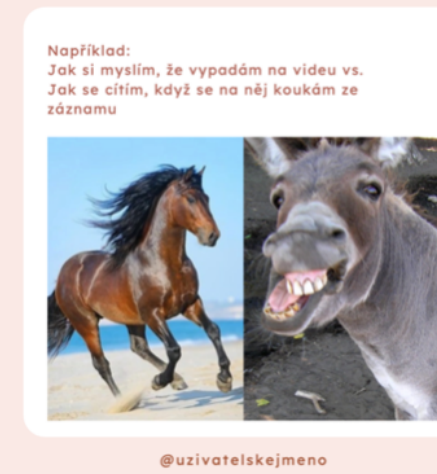 Například:
Jak si myslím, že vypadám na videu vs.
Jak se cítím, když se na něj koukám ze
záznamu
@uzivatelskejmeno